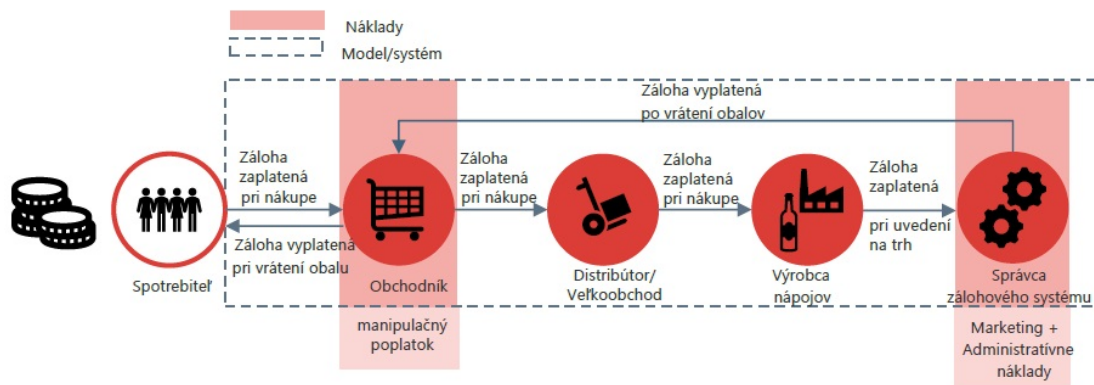 Náklady
Model/systém
Záloha vyplatená
po vrátení obalov
Záloha
zaplatená
pri nákupe
Záloha
zaplatená
pri nákupe
Záloha
zaplatená
pri nákupe
Záloha
zaplatená
pri uvedení
na trh
Záloha vyplatená
pri vrátení obalu
Spotrebiteľ
Obchodník
Distribútor/
Veľkoobchod
Výrobca
nápojov
Správca
zálohového systému
manipulačný
poplatok
Marketing +
Administratívne
náklady